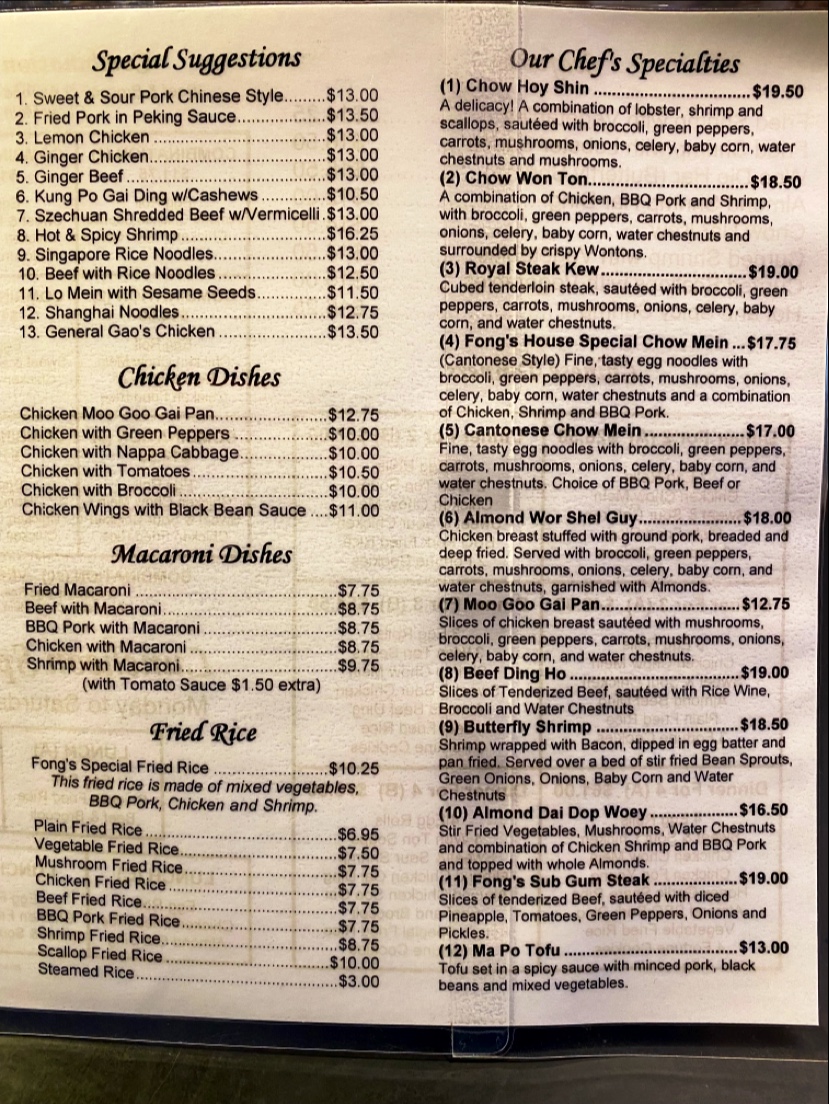 Special Suggestions
1. Sweet & Sour Pork Chinese Style.........$13.00
2. Fried Pork in Peking Sauce...................$13.50
3. Lemon Chicken ....................................$13.00
4. Ginger Chicken.....................................$13.00
5. Ginger Beef ..........................................$13.00
6. Kung Po Gai Ding w/Cashews ..............$10.50
7. Szechuan Shredded Beef w/Vermicelli .$13.00
8. Hot & Spicy Shrimp ..............................$16.25
9. Singapore Rice Noodles........................$13.00
10. Beef with Rice Noodles .......................$12.50
11. Lo Mein with Sesame Seeds...............$11.50
12. Shanghai Noodles ...............................$12.75
13. General Gao's Chicken .......................$13.50
Chicken Dishes
Chicken Moo Goo Gai Pan.......................$12.75
Chicken with Green Peppers ...................$10.00
Chicken with Nappa Cabbage..................$10.00
Chicken with Tomatoes ............................$10.50
Chicken with Broccoli ...............................$10.00
Chicken Wings with Black Bean Sauce ....$11.00
Macaroni Dishes
Fried Macaroni ..........................................$7.75
Beef with Macaroni....................................$8.75
BBQ Pork with Macaroni ...........................$8.75
Chicken with Macaroni ..............................$8.75
Shrimp with Macaroni................................$9.75
(with Tomato Sauce $1.50 extra)
Fried Rice
Fong's Special Fried Rice .......................$10.25
This fried rice is made of mixed vegetables,
BBQ Pork, Chicken and Shrimp.
Plain Fried Rice .......................................$6.95
Vegetable Fried Rice................................$7.50
Mushroom Fried Rice...............................$7.75
Chicken Fried Rice ..................................$7.75
Beef Fried Rice........................................$7.75
BBQ Pork Fried Rice................................$7.75
Shrimp Fried Rice....................................$8.75
Scallop Fried Rice .................................$10.00
Steamed Rice..........................................$3.00
Our Chef's Specialties
(1) Chow Hoy Shin ..................................$19.50
A delicacy! A combination of lobster, shrimp and
scallops, sautéed with broccoli, green peppers,
carrots, mushrooms, onions, celery, baby corn, water
chestnuts and mushrooms.
(2) Chow Won Ton...................................$18.50
A combination of Chicken, BBQ Pork and Shrimp,
with broccoli, green peppers, carrots, mushrooms,
onions, celery, baby corn, water chestnuts and
surrounded by crispy Wontons.
(3) Royal Steak Kew................................$19.00
Cubed tenderloin steak, sautéed with broccoli, green
peppers, carrots, mushrooms, onions, celery, baby
corn, and water chestnuts.
(4) Fong's House Special Chow Mein ...$17.75
(Cantonese Style) Fine, tasty egg noodles with
broccoli, green peppers, carrots, mushrooms, onions,
celery, baby corn, water chestnuts and a combination
of Chicken, Shrimp and BBQ Pork.
(5) Cantonese Chow Mein ......................$17.00
Fine, tasty egg noodles with broccoli, green peppers,
carrots, mushrooms, onions, celery, baby corn, and
water chestnuts. Choice of BBQ Pork, Beef or
Chicken
(6) Almond Wor Shel Guy.......................$18.00
Chicken breast stuffed with ground pork, breaded and
deep fried. Served with broccoli, green peppers,
carrots, mushrooms, onions, celery, baby corn, and
water chestnuts, garnished with Almonds.
(7) Moo Goo Gai Pan..............................$12.75
Slices of chicken breast sautéed with mushrooms,
broccoli, green peppers, carrots, mushrooms, onions,
celery, baby corn, and water chestnuts.
(8) Beef Ding Ho .....................................$19.00
Slices of Tenderized Beef, sautéed with Rice Wine,
Broccoli and Water Chestnuts
(9) Butterfly Shrimp ................................$18.50
Shrimp wrapped with Bacon, dipped in egg batter and
pan fried. Served over a bed of stir fried Bean Sprouts,
Green Onions, Onions, Baby Corn and Water
Chestnuts
(10) Almond Dai Dop Woey .....................$16.50
Stir Fried Vegetables, Mushrooms, Water Chestnuts
and combination of Chicken Shrimp and BBQ Pork
and topped with whole Almonds.
(11) Fong's Sub Gum Steak .....................$19.00
Slices of tenderized Beef, sautéed with diced
Pineapple, Tomatoes, Green Peppers, Onions and
Pickles.
(12) Ma Po Tofu .......................................$13.00
Tofu set in a spicy sauce with minced pork, black
beans and mixed vegetables.